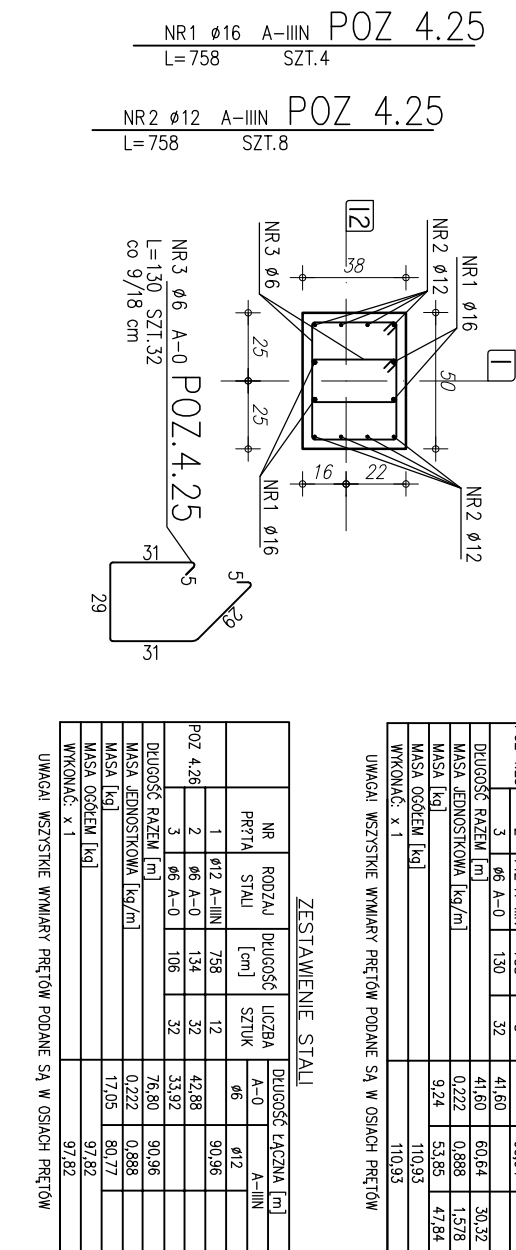 NR1 ø16 A-IIIN POZ 4.25
L=758 SZT.4
NR2 ø12 A-IIIN POZ 4.25
L=758 SZT.8
12
1
NR3 ø6
38
NR2 ø12
NR1 ø16
50
25
25
16
22
NR1 ø16
NR2 ø12
NR3 ø6 A-0 POZ.4.25
L=130 SZT.32
co 9/18 cm
31
5
5
29
29
31
3 ø6 A-0 130 32 41,60
DŁUGOŚĆ RAZEM [m] 41,60 60,64 30,32
MASA JEDNOSTKOWA [kg/m] 0,222 0,888 1,578
MASA [kg] 9,24 53,85 47,84
MASA OGÓŁEM [kg] 110,93
WYKONAĆ: x 1 110,93
UWAGA! WSZYSTKIE WYMIARY PRĘTÓW PODANE SĄ W OSIACH PRĘTÓW
ZESTAWIENIE STALI
NR PR?TA RODZAJ STALI DŁUGOŚĆ [cm] LICZBA SZTUK DŁUGOŚĆ ŁĄCZNA [m]
A-0 A-IIIN
ø6 ø12
POZ 4.26
1 ø12 A-IIIN 758 12 90,96
2 ø6 A-0 134 32 42,88
3 ø6 A-0 106 32 33,92
DŁUGOŚĆ RAZEM [m] 76,80 90,96
MASA JEDNOSTKOWA [kg/m] 0,222 0,888
MASA [kg] 17,05 80,77
MASA OGÓŁEM [kg] 97,82
WYKONAĆ: x 1 97,82
UWAGA! WSZYSTKIE WYMIARY PRĘTÓW PODANE SĄ W OSIACH PRĘTÓW